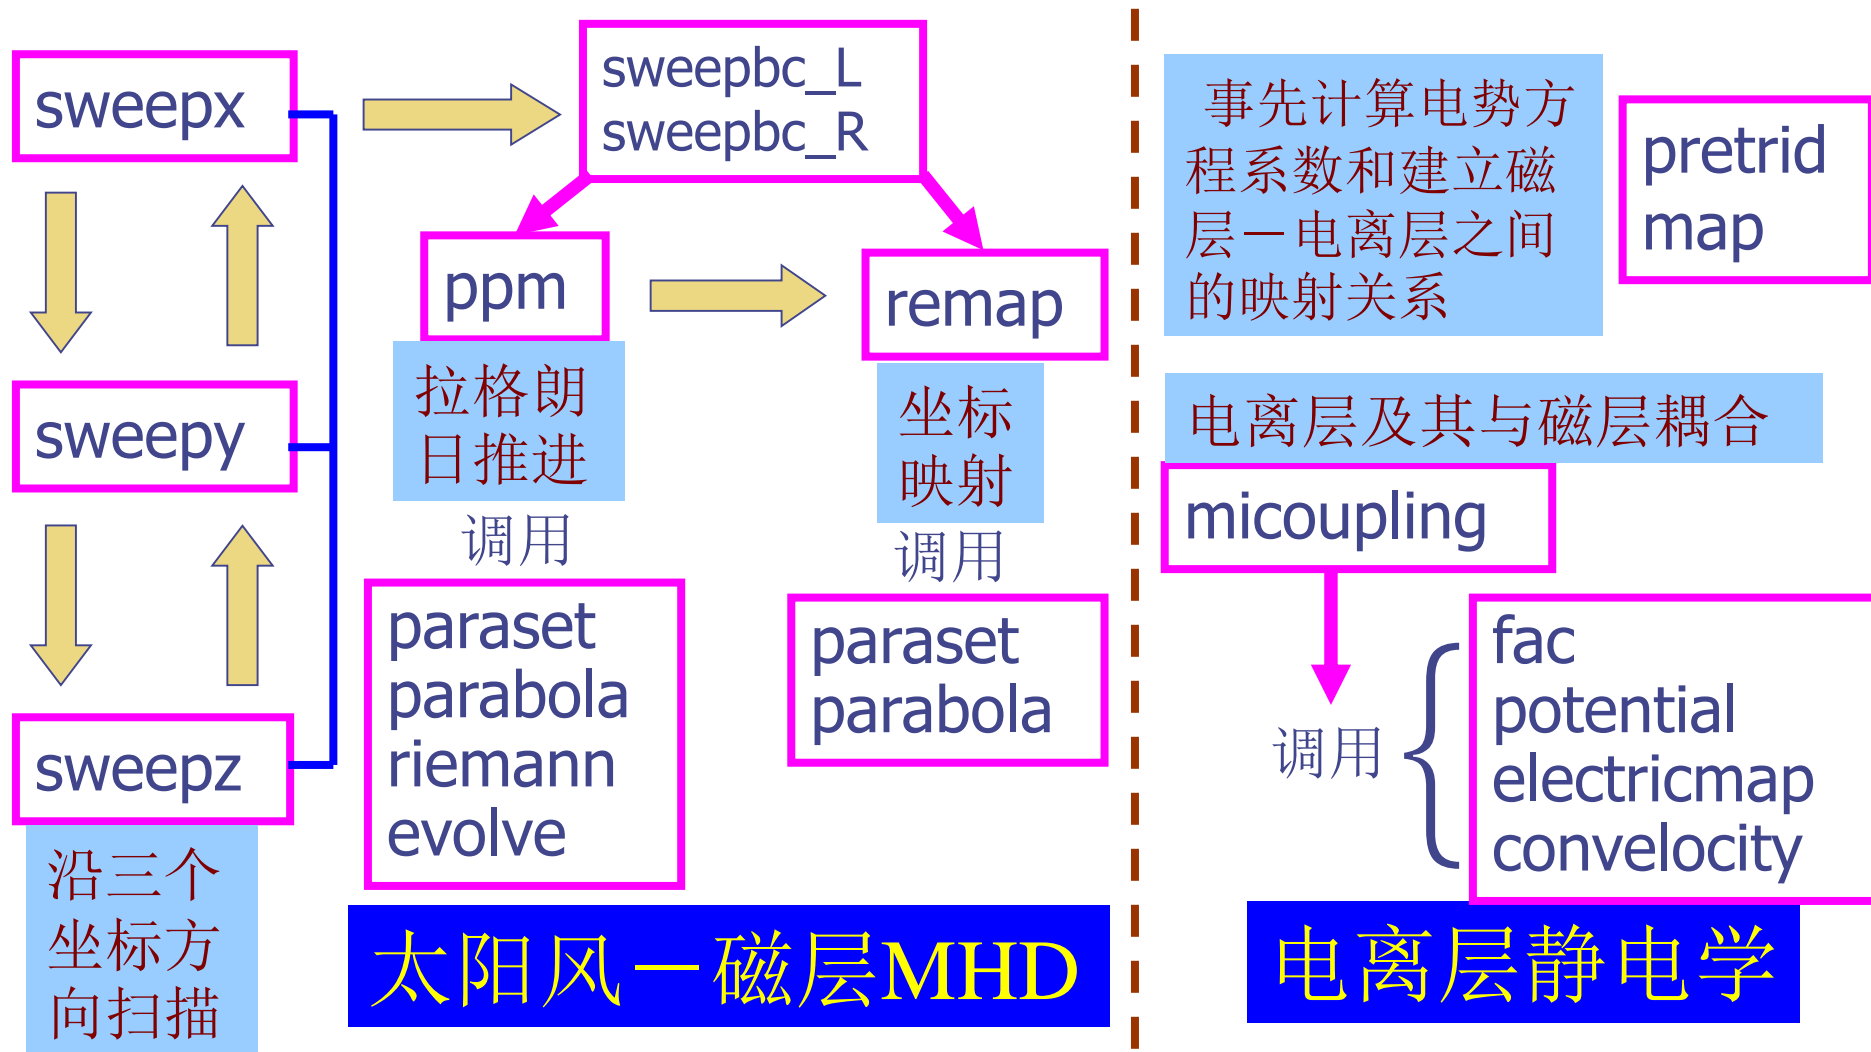 sweepx
sweepy
sweepz
沿三个
坐标方
向扫描
sweepbc_L
sweepbc_R
ppm
拉格朗
日推进
调用
paraset
parabola
riemann
evolve
remap
坐标
映射
调用
paraset
parabola
太阳风－磁层MHD
事先计算电势方
程系数和建立磁
层－电离层之间
的映射关系
pretrid
map
电离层及其与磁层耦合
micoupling
调用
fac
potential
electricmap
convelocity
电离层静电学